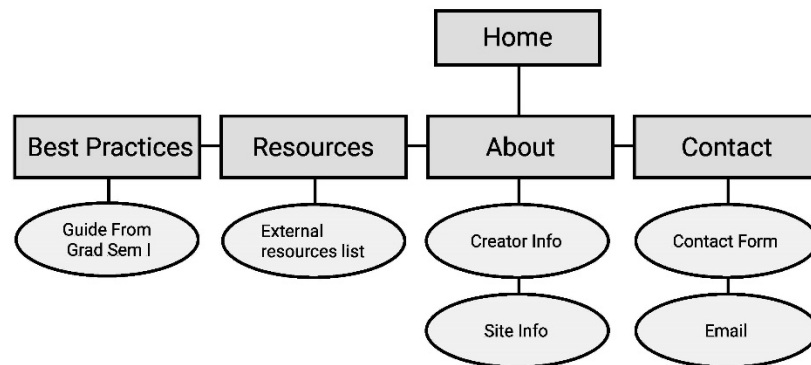 Home
Best Practices
Resources
About
Contact
Guide From
Grad Sem I
External
resources list
Creator Info
Contact Form
Site Info
Email